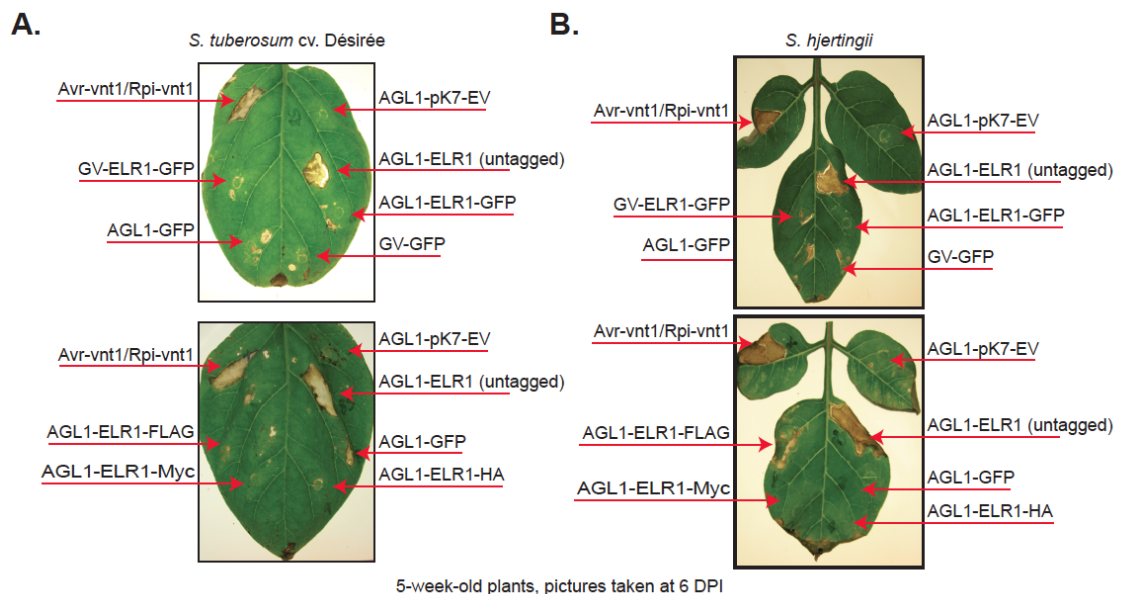 A.
S. tuberosum cv. Désirée
Avr-vnt1/Rpi-vnt1
AGL1-pK7-EV
AGL1-ELR1 (untagged)
GV-ELR1-GFP
AGL1-ELR1-GFP
AGL1-GFP
GV-GFP
Avr-vnt1/Rpi-vnt1
AGL1-pK7-EV
AGL1-ELR1 (untagged)
AGL1-ELR1-FLAG
AGL1-GFP
AGL1-ELR1-Myc
AGL1-ELR1-HA
B.
S. hjertingii
Avr-vnt1/Rpi-vnt1
AGL1-pK7-EV
AGL1-ELR1 (untagged)
GV-ELR1-GFP
AGL1-ELR1-GFP
AGL1-GFP
GV-GFP
Avr-vnt1/Rpi-vnt1
AGL1-pK7-EV
AGL1-ELR1-FLAG
AGL1-ELR1 (untagged)
AGL1-ELR1-Myc
AGL1-GFP
AGL1-ELR1-HA
5-week-old plants, pictures taken at 6 DPI